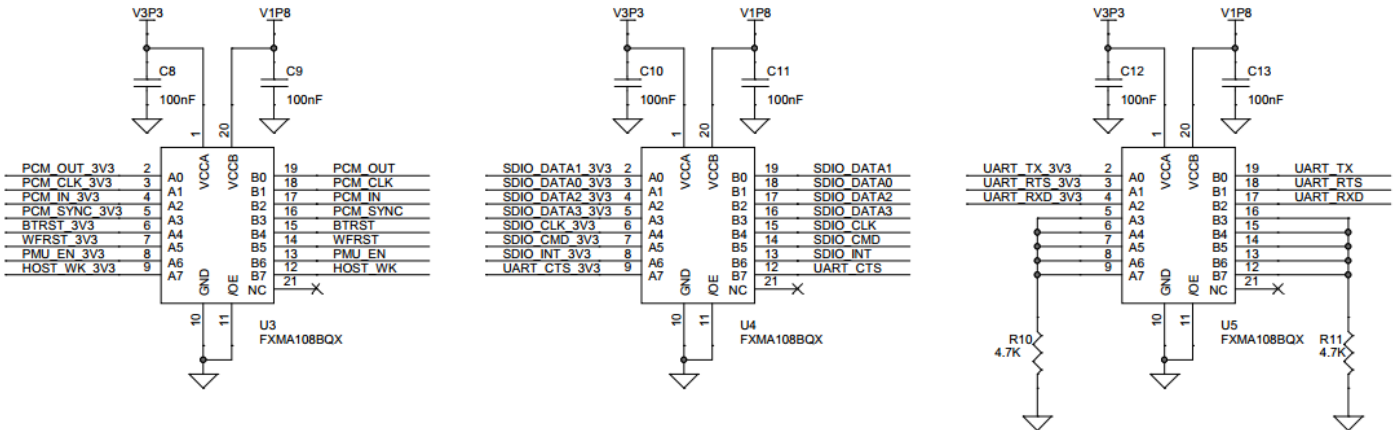 V3P3 V1P8
C8 C9
100nF 100nF
1 20
VCCA VCCB
PCM_OUT_3V3 2 A0 B0 19 PCM_OUT
PCM_CLK_3V3 3 A1 B1 18 PCM_CLK
PCM_IN_3V3 4 A2 B2 17 PCM_IN
PCM_SYNC_3V3 5 A3 B3 16 PCM_SYNC
BTRST_3V3 6 A4 B4 15 BTRST
WFRST_3V3 7 A5 B5 14 WFRST
PMU_EN_3V3 8 A6 B6 13 PMU_EN
HOST_WK_3V3 9 A7 B7 12 HOST_WK
GND /OE NC 21
10 11
U3
FXMA108BQX
V3P3 V1P8
C10 C11
100nF 100nF
1 20
VCCA VCCB
SDIO_DATA1_3V3 2 A0 B0 19 SDIO_DATA1
SDIO_DATA0_3V3 3 A1 B1 18 SDIO_DATA0
SDIO_DATA2_3V3 4 A2 B2 17 SDIO_DATA2
SDIO_DATA3_3V3 5 A3 B3 16 SDIO_DATA3
SDIO_CLK_3V3 6 A4 B4 15 SDIO_CLK
SDIO_CMD_3V3 7 A5 B5 14 SDIO_CMD
SDIO_INT_3V3 8 A6 B6 13 SDIO_INT
UART_CTS_3V3 9 A7 B7 12 UART_CTS
GND /OE NC 21
10 11
U4
FXMA108BQX
V3P3 V1P8
C12 C13
100nF 100nF
1 20
VCCA VCCB
UART_TX_3V3 2 A0 B0 19 UART_TX
UART_RTS_3V3 3 A1 B1 18 UART_RTS
UART_RXD_3V3 4 A2 B2 17 UART_RXD
5 A3 B3 16
6 A4 B4 15
7 A5 B5 14
8 A6 B6 13
9 A7 B7 12
GND /OE NC 21
10 11
U5
FXMA108BQX
R10 R11
4.7K 4.7K